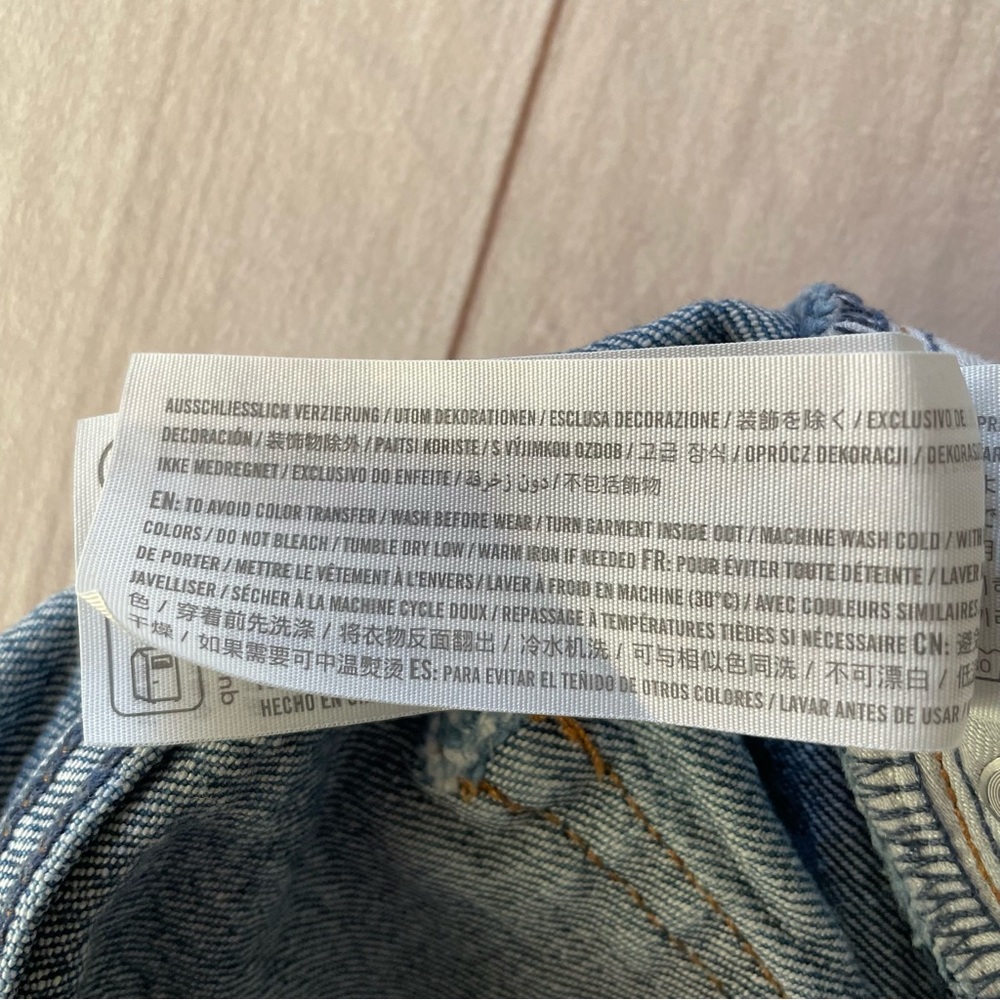 AUSSCHLIESSLICH VERZIERUNG / UTOM DEKORATIONEN / ESCLUSA DECORAZIONE / 装飾を除く / EXCLUSIVO DE
DECORACIÓN / 装饰物除外 / PAITSI KORISTE / S VÝJIMKOU OZDOB / 고급 장식 / OPRÓCZ DEKORACJI /
IKKE MEDREGNET / EXCLUSIVO DO ENFEITE / دون زخرفة / 不包括飾物
EN: TO AVOID COLOR TRANSFER / WASH BEFORE WEAR / TURN GARMENT INSIDE OUT / MACHINE WASH COLD / WITH
COLORS / DO NOT BLEACH / TUMBLE DRY LOW / WARM IRON IF NEEDED FR: POUR ÉVITER TOUTE DÉTEINTE / LAVER
DE PORTER / METTRE LE VÊTEMENT À L'ENVERS / LAVER À FROID EN MACHINE (30°C) / AVEC COULEURS SIMILAIRES
JAVELLISER / SÉCHER À LA MACHINE CYCLE DOUX / REPASSAGE À TEMPÉRATURES TIÈDES SI NÉCESSAIRE CN:
色 / 穿着前先洗涤 / 将衣物反面翻出 / 冷水机洗 / 可与相似色同洗 / 不可漂白 /
干燥 / 如果需要可中温熨烫 ES: PARA EVITAR EL TEÑIDO DE OTROS COLORES / LAVAR ANTES DE USAR /
HECHO EN